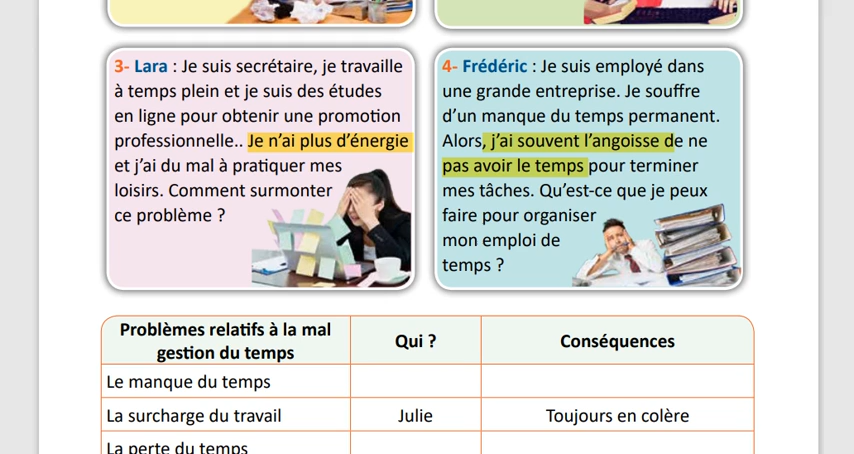 3- Lara : Je suis secrétaire, je travaille
à temps plein et je suis des études
en ligne pour obtenir une promotion
professionnelle.. Je n'ai plus d'énergie
et j'ai du mal à pratiquer mes
loisirs. Comment surmonter
ce problème ?
4- Frédéric : Je suis employé dans
une grande entreprise. Je souffre
d'un manque du temps permanent.
Alors, j'ai souvent l'angoisse de ne
pas avoir le temps pour terminer
mes tâches. Qu'est-ce que je peux
faire pour organiser
mon emploi de
temps ?
Problèmes relatifs à la mal
gestion du temps
Qui ?
Conséquences
Le manque du temps
La surcharge du travail
Julie
Toujours en colère
La perte du temps